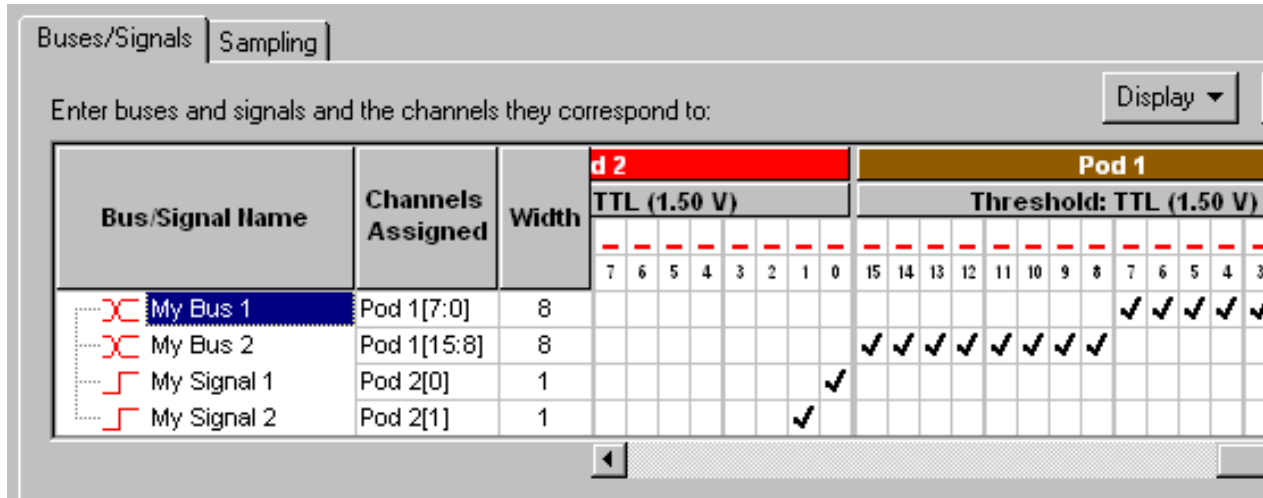 Buses/Signals Sampling
Display
Enter buses and signals and the channels they correspond to:
d 2 Pod 1
Bus/Signal Name Channels Assigned Width TTL (1.50 V) Threshold: TTL (1.50 V)
7 6 5 4 3 2 1 0 15 14 13 12 11 10 9 8 7 6 5 4 3
My Bus 1 Pod 1[7:0] 8
My Bus 2 Pod 1[15:8] 8
My Signal 1 Pod 2[0] 1
My Signal 2 Pod 2[1] 1